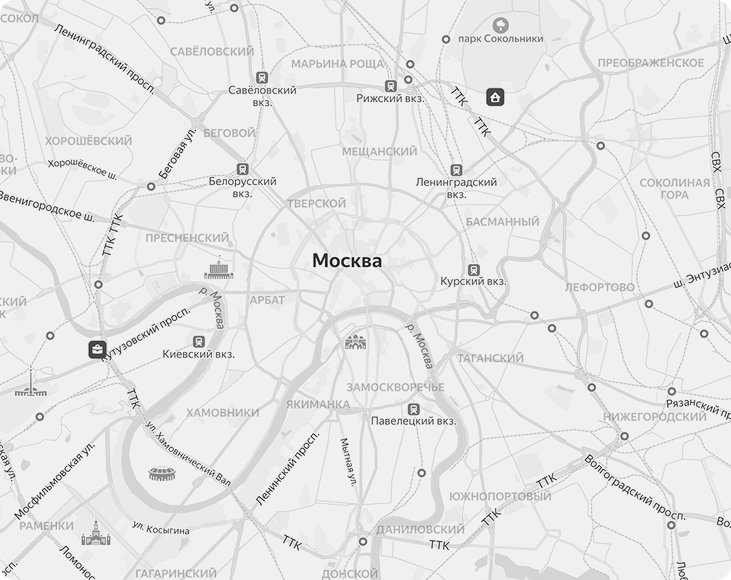 СОКОЛ
Ленинградский просп.
САВЁЛОВСКИЙ
МАРЬИНА РОЩА
парк Сокольники
ПРЕОБРАЖЕНСКОЕ
Савёловский
вкз.
Рижский вкз.
ТТК
ТТК
ХОРОШЁВСКИЙ
Беговая ул.
БЕГОВОЙ
МЕЩАНСКИЙ
СВХ
СВХ
Хорошёвское ш.
Белорусский
вкз.
Ленинградский
вкз.
СОКОЛИНАЯ
ГОРА
Звенигородское ш.
ТТК
ТТК
ТВЕРСКОЙ
БАСМАННЫЙ
ПРЕСНЕНСКИЙ
Москва
Курский вкз.
ЛЕФОРТОВО
ш. Энтузиас
р. Москва
АРБАТ
Кутузовский просп.
Киевский вкз.
р. Москва
ТАГАНСКИЙ
ЗАМОСКВОРЕЧЬЕ
ТТК
ХАМОВНИКИ
ЯКИМАНКА
Павелецкий вкз.
Рязанский пр
НИЖЕГОРОДСКИЙ
ул. Хамовнический Вал
Ленинский просп.
Мытная ул.
Мосфильмовская ул.
Волгоградский просп.
ТТК
ЮЖНОПОРТОВЫЙ
РАМЕНКИ
ул. Косыгина
ТТК
ДАНИЛОВСКИЙ
ТТК
ТТК
Ломонос
ГАГАРИНСКИЙ
ДОНСКОЙ